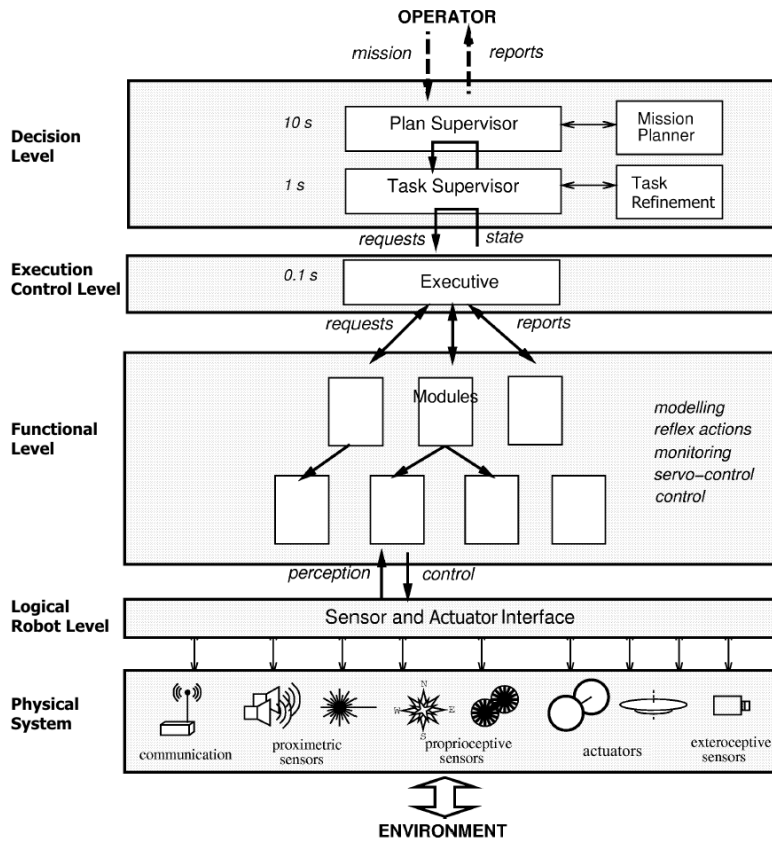 OPERATOR
mission
reports
Decision
Level
10 s
Plan Supervisor
Mission
Planner
1 s
Task Supervisor
Task
Refinement
requests
state
Execution
Control Level
0.1 s
Executive
requests
reports
Functional
Level
Modules
modelling
reflex actions
monitoring
servo-control
control
perception
control
Logical
Robot Level
Sensor and Actuator Interface
Physical
System
N
W
E
S
communication
proximetric
sensors
proprioceptive
sensors
actuators
exteroceptive
sensors
ENVIRONMENT